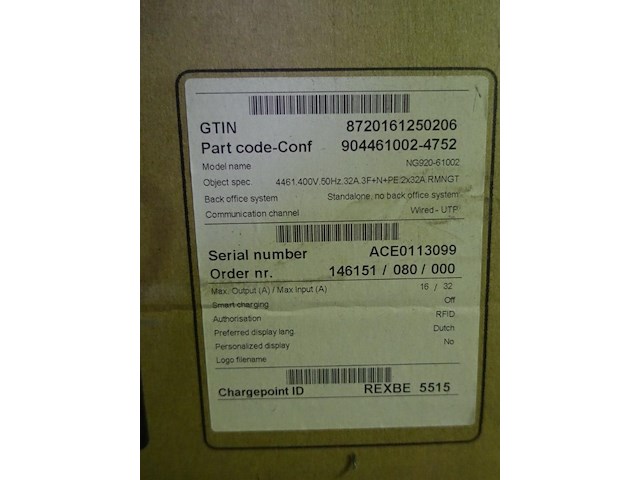 GTIN 8720161250206
Part code-Conf 904461002-4752
Model name NG920-61002
Object spec. 4461,400V,50Hz,32A,3F+N+PE,2x32A,RMNGT
Back office system Standalone, no back office system
Communication channel Wired - UTP
Serial number ACE0113099
Order nr. 146151 / 080 / 000
Max. Output (A) / Max Input (A) 16 / 32
Smart charging Off
Authorisation RFID
Preferred display lang. Dutch
Personalized display No
Logo filename
Chargepoint ID REXBE 5515